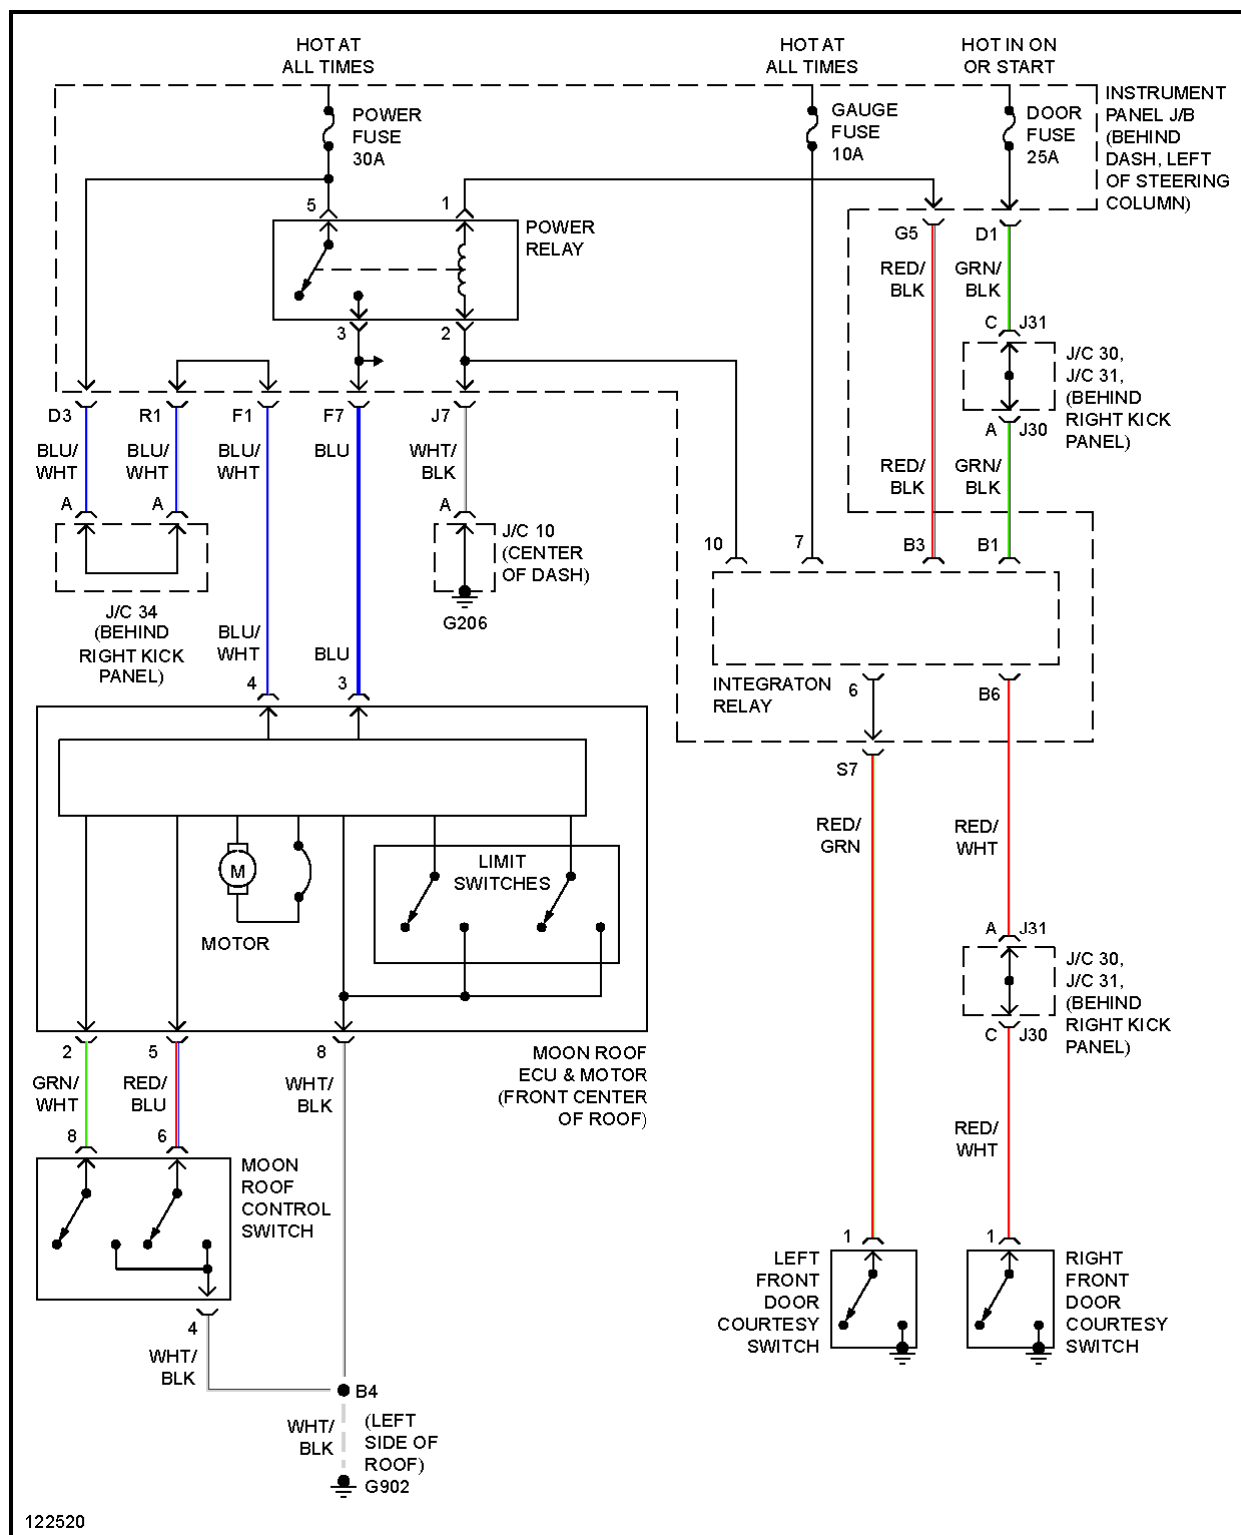 HOT AT
ALL TIMES
HOT AT
ALL TIMES
HOT IN ON
OR START
POWER
FUSE
30A
GAUGE
FUSE
10A
DOOR
FUSE
25A
INSTRUMENT
PANEL J/B
(BEHIND
DASH, LEFT
OF STEERING
COLUMN)
5
1
POWER
RELAY
3
2
G5
D1
RED/
BLK
GRN/
BLK
C
J31
J/C 30,
J/C 31,
(BEHIND
RIGHT KICK
PANEL)
A
J30
RED/
BLK
GRN/
BLK
D3
R1
F1
F7
J7
BLU/
WHT
BLU/
WHT
BLU/
WHT
BLU
WHT/
BLK
A
A
A
J/C 10
(CENTER
OF DASH)
G206
J/C 34
(BEHIND
RIGHT KICK
PANEL)
BLU/
WHT
BLU
4
3
10
7
B3
B1
INTEGRATON
RELAY
6
B6
S7
RED/
GRN
RED/
WHT
M
MOTOR
LIMIT
SWITCHES
A
J31
J/C 30,
J/C 31,
(BEHIND
RIGHT KICK
PANEL)
C
J30
2
5
8
MOON ROOF
ECU & MOTOR
(FRONT CENTER
OF ROOF)
GRN/
WHT
RED/
BLU
WHT/
BLK
RED/
WHT
8
6
MOON
ROOF
CONTROL
SWITCH
4
WHT/
BLK
B4
WHT/
BLK
(LEFT
SIDE OF
ROOF)
G902
1
LEFT
FRONT
DOOR
COURTESY
SWITCH
1
RIGHT
FRONT
DOOR
COURTESY
SWITCH
122520